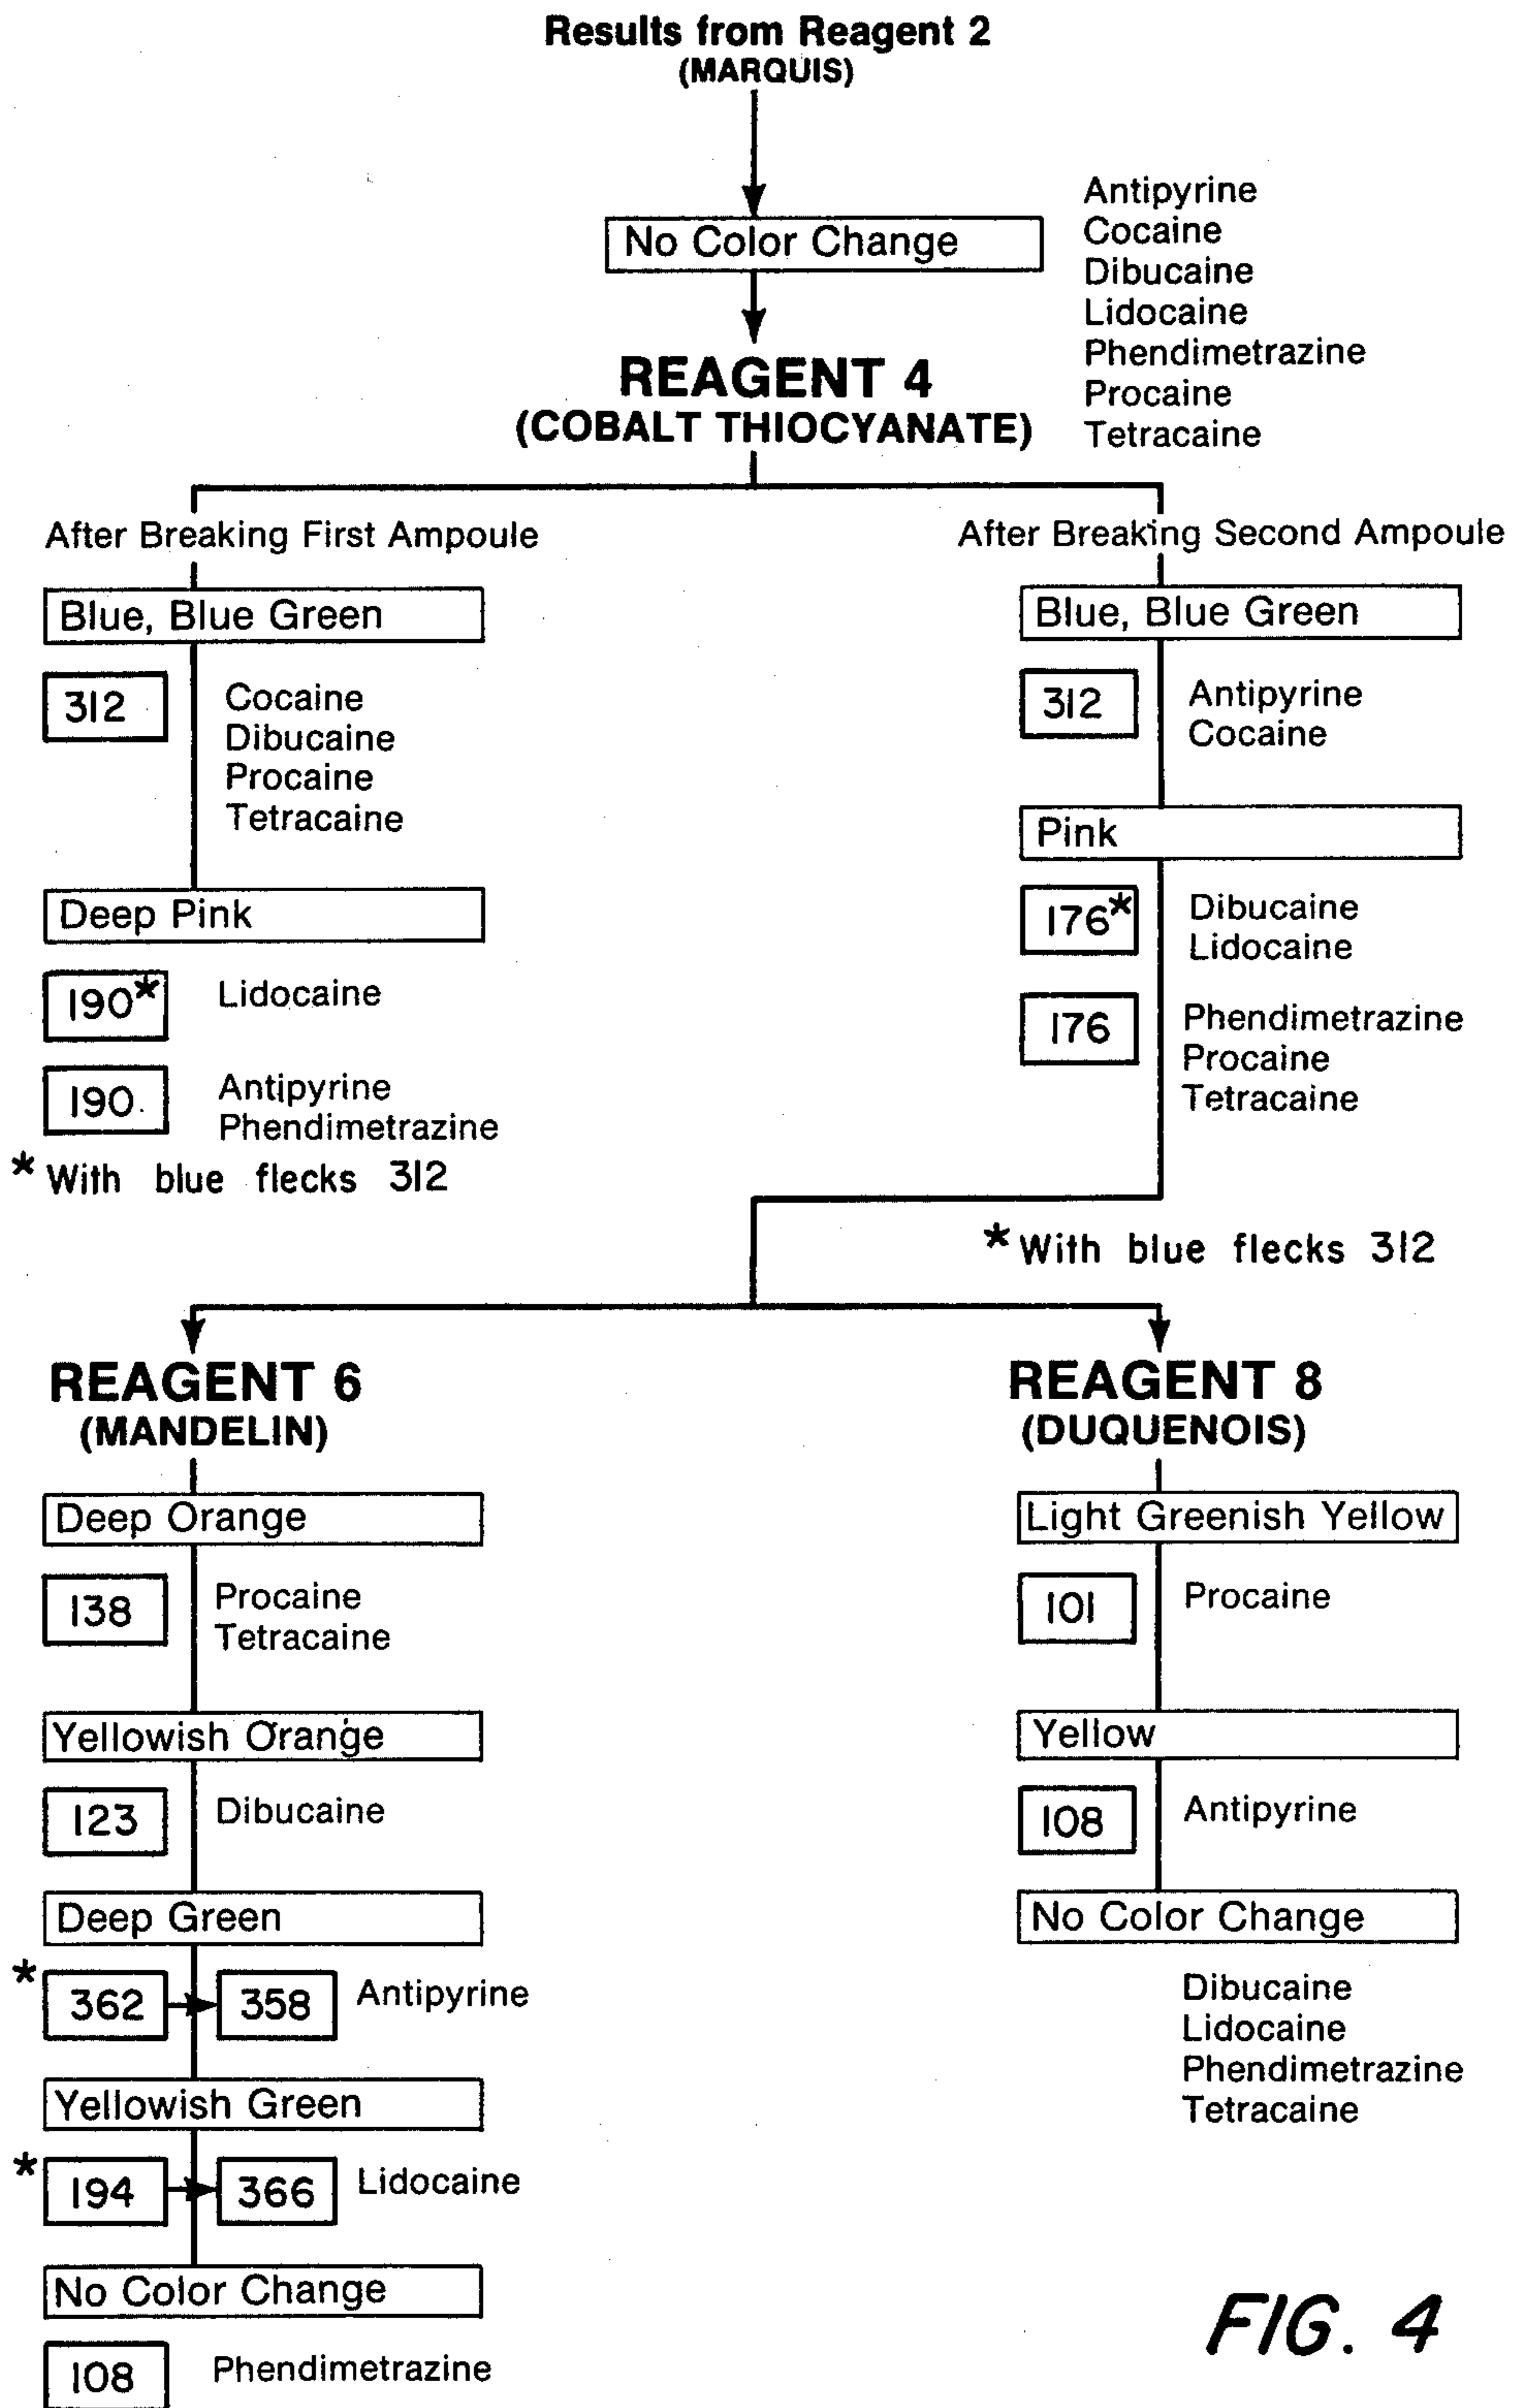 Results from Reagent 2
(MARQUIS)
No Color Change
Antipyrine
Cocaine
Dibucaine
Lidocaine
Phendimetrazine
Procaine
Tetracaine
REAGENT 4
(COBALT THIOCYANATE)
After Breaking First Ampoule
Blue, Blue Green
312
Cocaine
Dibucaine
Procaine
Tetracaine
Deep Pink
190*
Lidocaine
190
Antipyrine
Phendimetrazine
* With blue flecks 312
After Breaking Second Ampoule
Blue, Blue Green
312
Antipyrine
Cocaine
Pink
176*
Dibucaine
Lidocaine
176
Phendimetrazine
Procaine
Tetracaine
* With blue flecks 312
REAGENT 6
(MANDELIN)
Deep Orange
138
Procaine
Tetracaine
Yellowish Orange
123
Dibucaine
Deep Green
* 362 358 Antipyrine
Yellowish Green
* 194 366 Lidocaine
No Color Change
108
Phendimetrazine
REAGENT 8
(DUQUENOIS)
Light Greenish Yellow
101
Procaine
Yellow
108
Antipyrine
No Color Change
Dibucaine
Lidocaine
Phendimetrazine
Tetracaine
FIG. 4